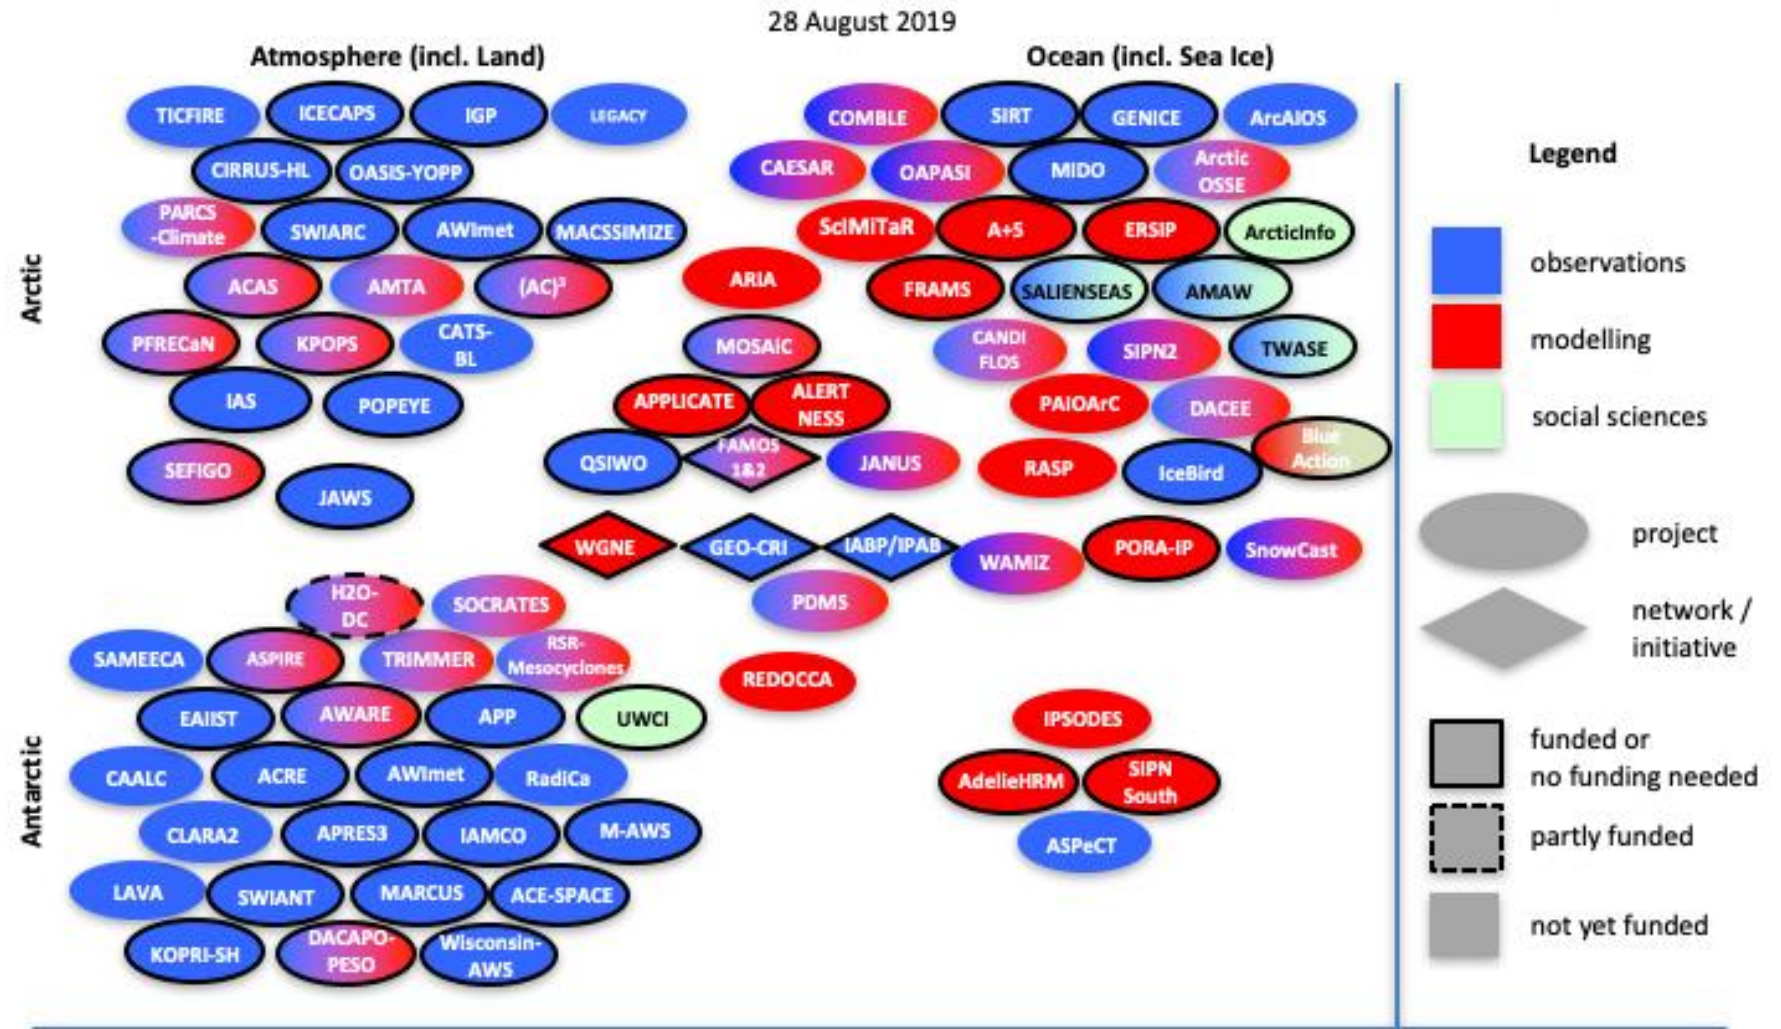 28 August 2019
Atmosphere (incl. Land)
Ocean (incl. Sea Ice)
Arctic
TICFIRE
ICECAPS
IGP
LEGACY
CIRRUS-HL
OASIS-YOPP
PARCS
-Climate
SWIARC
AWImet
MACSSIMIZE
ACAS
AMTA
(AC)³
PFRECaN
KPOPS
CATS-
BL
IAS
POPEYE
SEFIGO
JAWS
COMBLE
SIRT
GENICE
ArcAIOS
CAESAR
OAPASI
MIDO
Arctic
OSSE
ScIMiTaR
A+5
ERSIP
ArcticInfo
ARIA
FRAMS
SALIENSEAS
AMAW
MOSAiC
CANDI
FLOS
SIPN2
TWASE
APPLICATE
ALERT
NESS
PAIOArC
DACEE
QSIWO
FAMOS
1&2
JANUS
RASP
IceBird
Blue
Action
WGNE
GEO-CRI
IABP/IPAB
WAMIZ
PORA-IP
SnowCast
PDMS
Antarctic
H2O-
DC
SOCRATES
SAMEECA
ASPIRE
TRIMMER
RSR-
Mesocyclones
EAIIST
AWARE
APP
UWCI
CAALC
ACRE
AWImet
RadiCa
CLARA2
APRES3
IAMCO
M-AWS
LAVA
SWIANT
MARCUS
ACE-SPACE
KOPRI-SH
DACAPO-
PESO
Wisconsin-
AWS
REDOCCA
IPSODES
AdelieHRM
SIPN
South
ASPeCT
Legend
observations
modelling
social sciences
project
network /
initiative
funded or
no funding needed
partly funded
not yet funded